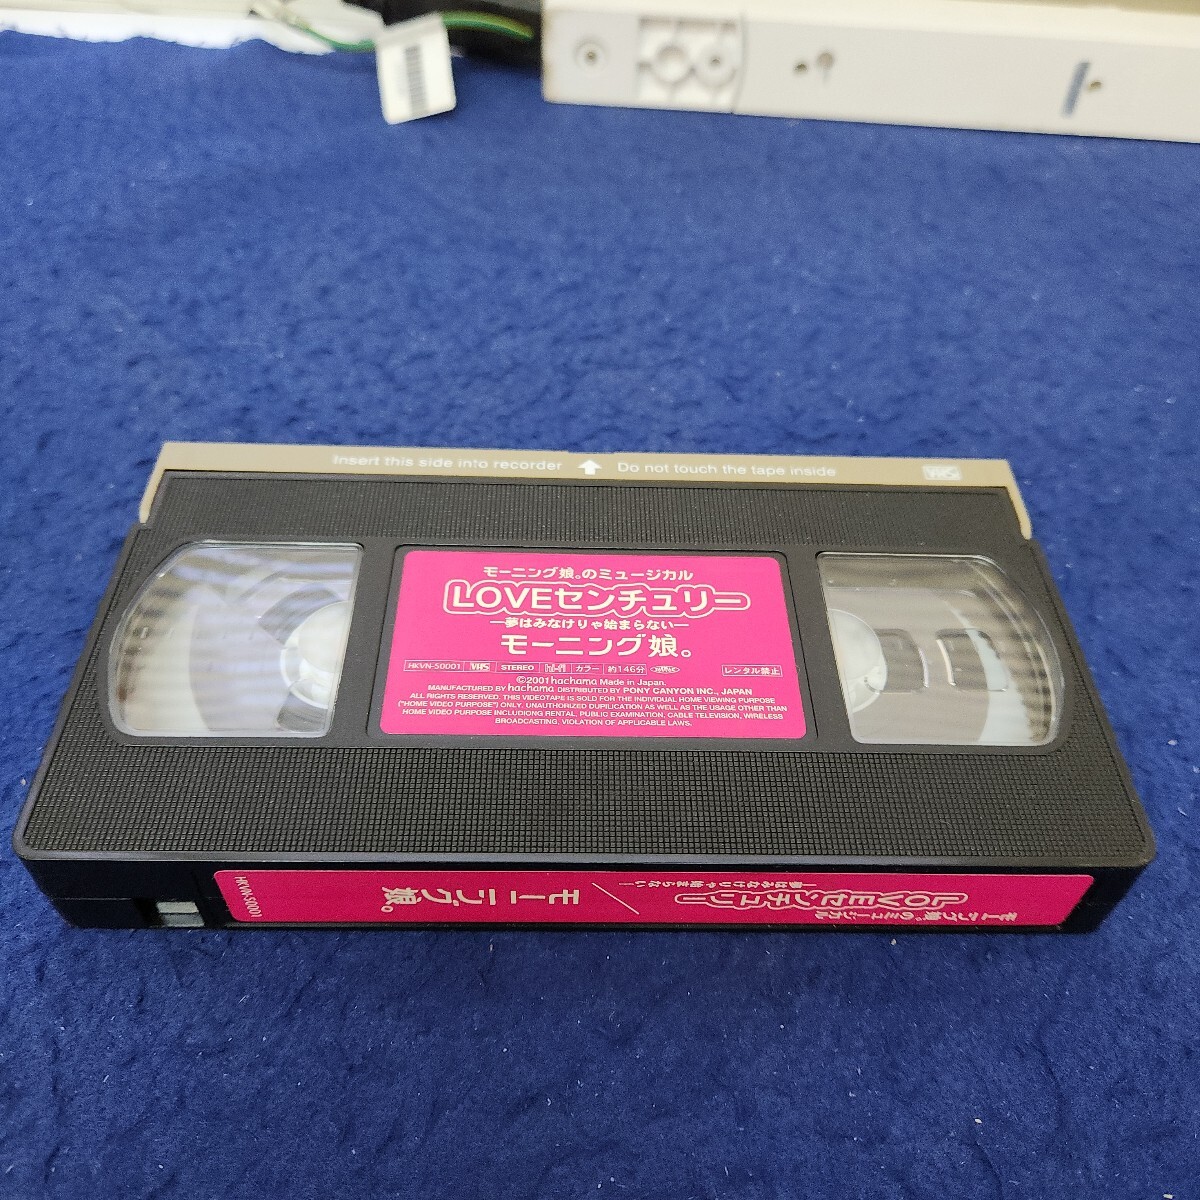 Insert this side into recorder ⇧ Do not touch the tape inside VHS
モーニング娘。のミュージカル
LOVEセンチュリー
―夢はみなけりゃ始まらない―
モーニング娘。
HKVN-50001 VHS STEREO hi-fi カラー 約146分 レンタル禁止
©2001hachama Made in Japan.
MANUFACTURED BY hachama DISTRIBUTED BY PONY CANYON INC., JAPAN
ALL RIGHTS RESERVED. THIS VIDEOTAPE IS SOLD FOR THE INDIVIDUAL HOME VIEWING PURPOSE
("HOME VIDEO PURPOSE") ONLY. UNAUTHORIZED DUPILICATION AS WELL AS THE USAGE OTHER THAN
HOME VIDEO PURPOSE INCLUDIONG RENTAL, PUBLIC EXAMINATION, CABLE TELEVISION, WIRELESS
BROADCASTING, VIOLATION OF APPLICABLE LAWS.
モーニング娘。のミュージカル
LOVEセンチュリー
―夢はみなけりゃ始まらない―
／
モーニング娘。
HKVN-50001